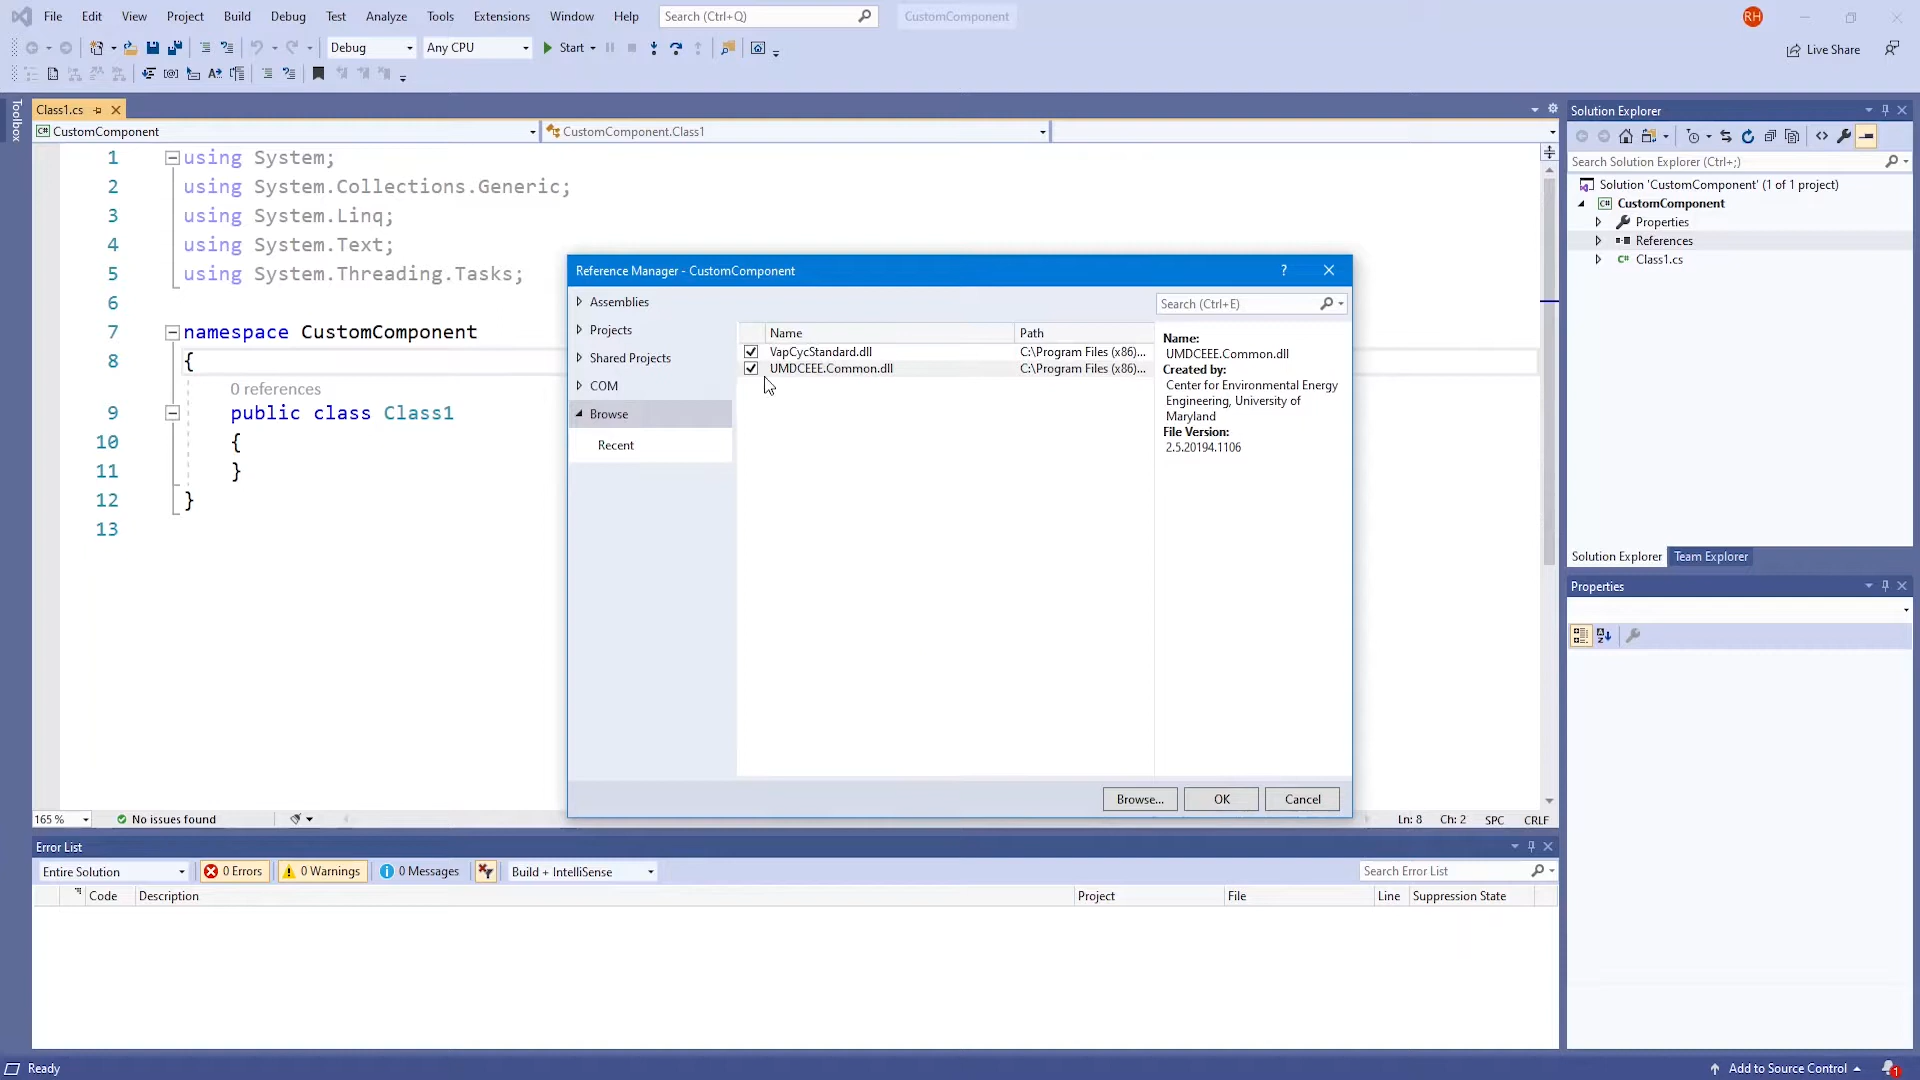 File Edit View Project Build Debug Test Analyze Tools Extensions Window Help Search (Ctrl+Q) CustomComponent RH
Debug Any CPU Start Live Share
Toolbox
Class1.cs
C# CustomComponent CustomComponent.Class1
1 using System;
2 using System.Collections.Generic;
3 using System.Linq;
4 using System.Text;
5 using System.Threading.Tasks;
6
7 namespace CustomComponent
8 {
0 references
9 public class Class1
10 {
11 }
12 }
13
Reference Manager - CustomComponent ?
Assemblies
Projects
Shared Projects
COM
Browse
Recent
Search (Ctrl+E)
Name Path
VapCycStandard.dll C:\Program Files (x86)...
UMDCEEE.Common.dll C:\Program Files (x86)...
Name:
UMDCEEE.Common.dll
Created by:
Center for Environmental Energy
Engineering, University of
Maryland
File Version:
2.5.20194.1106
Browse... OK Cancel
Solution Explorer
Search Solution Explorer (Ctrl+;)
Solution 'CustomComponent' (1 of 1 project)
C# CustomComponent
Properties
References
C# Class1.cs
Solution Explorer Team Explorer
Properties
165 % No issues found Ln: 8 Ch: 2 SPC CRLF
Error List
Entire Solution 0 Errors 0 Warnings 0 Messages Build + IntelliSense Search Error List
Code Description Project File Line Suppression State
Ready Add to Source Control 1